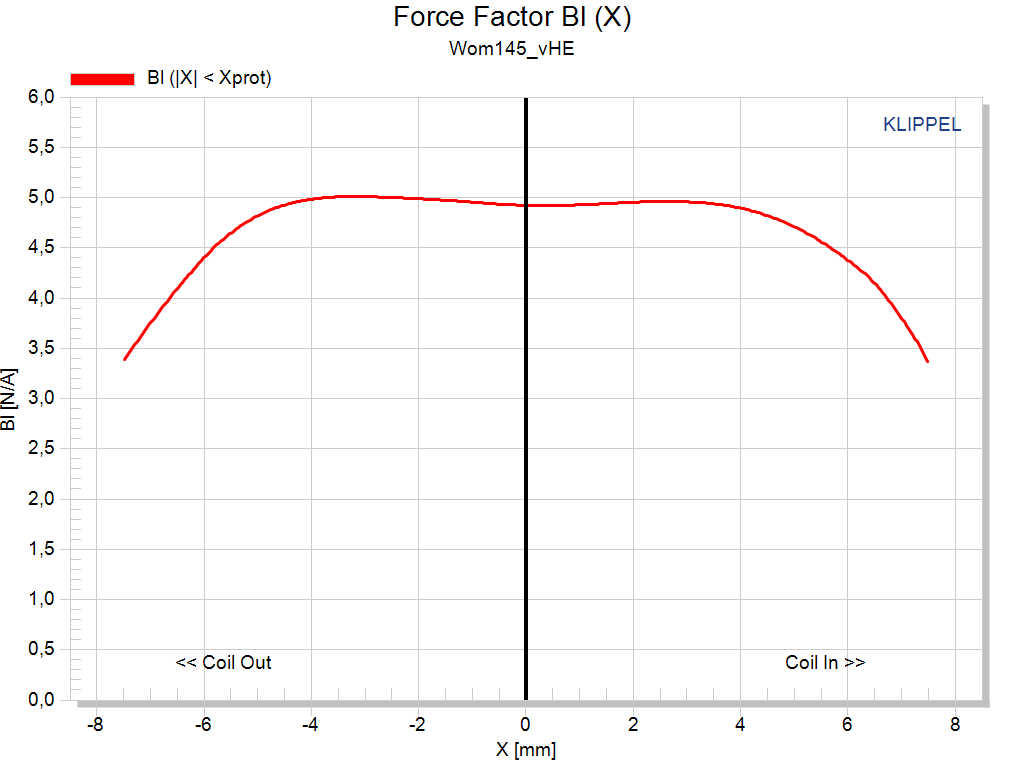 Force Factor Bl (X)
Wom145_vHE
Bl (|X| < Xprot)
KLIPPEL
6,0
5,5
5,0
4,5
4,0
3,5
3,0
2,5
2,0
1,5
1,0
0,5
0,0
Bl [N/A]
<< Coil Out
Coil In >>
-8 -6 -4 -2 0 2 4 6 8
X [mm]